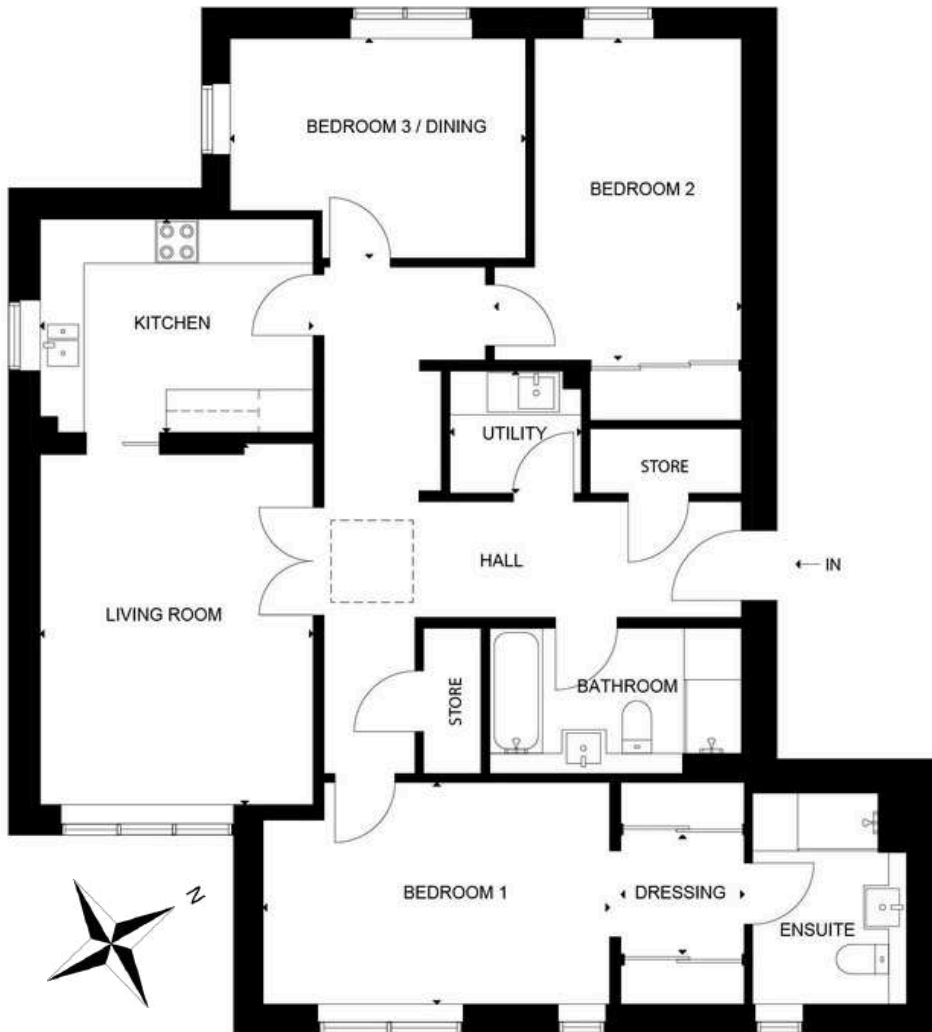 BEDROOM 3 / DINING
BEDROOM 2
KITCHEN
UTILITY
STORE
HALL
IN
LIVING ROOM
BATHROOM
STORE
BEDROOM 1
DRESSING
ENSUITE
N